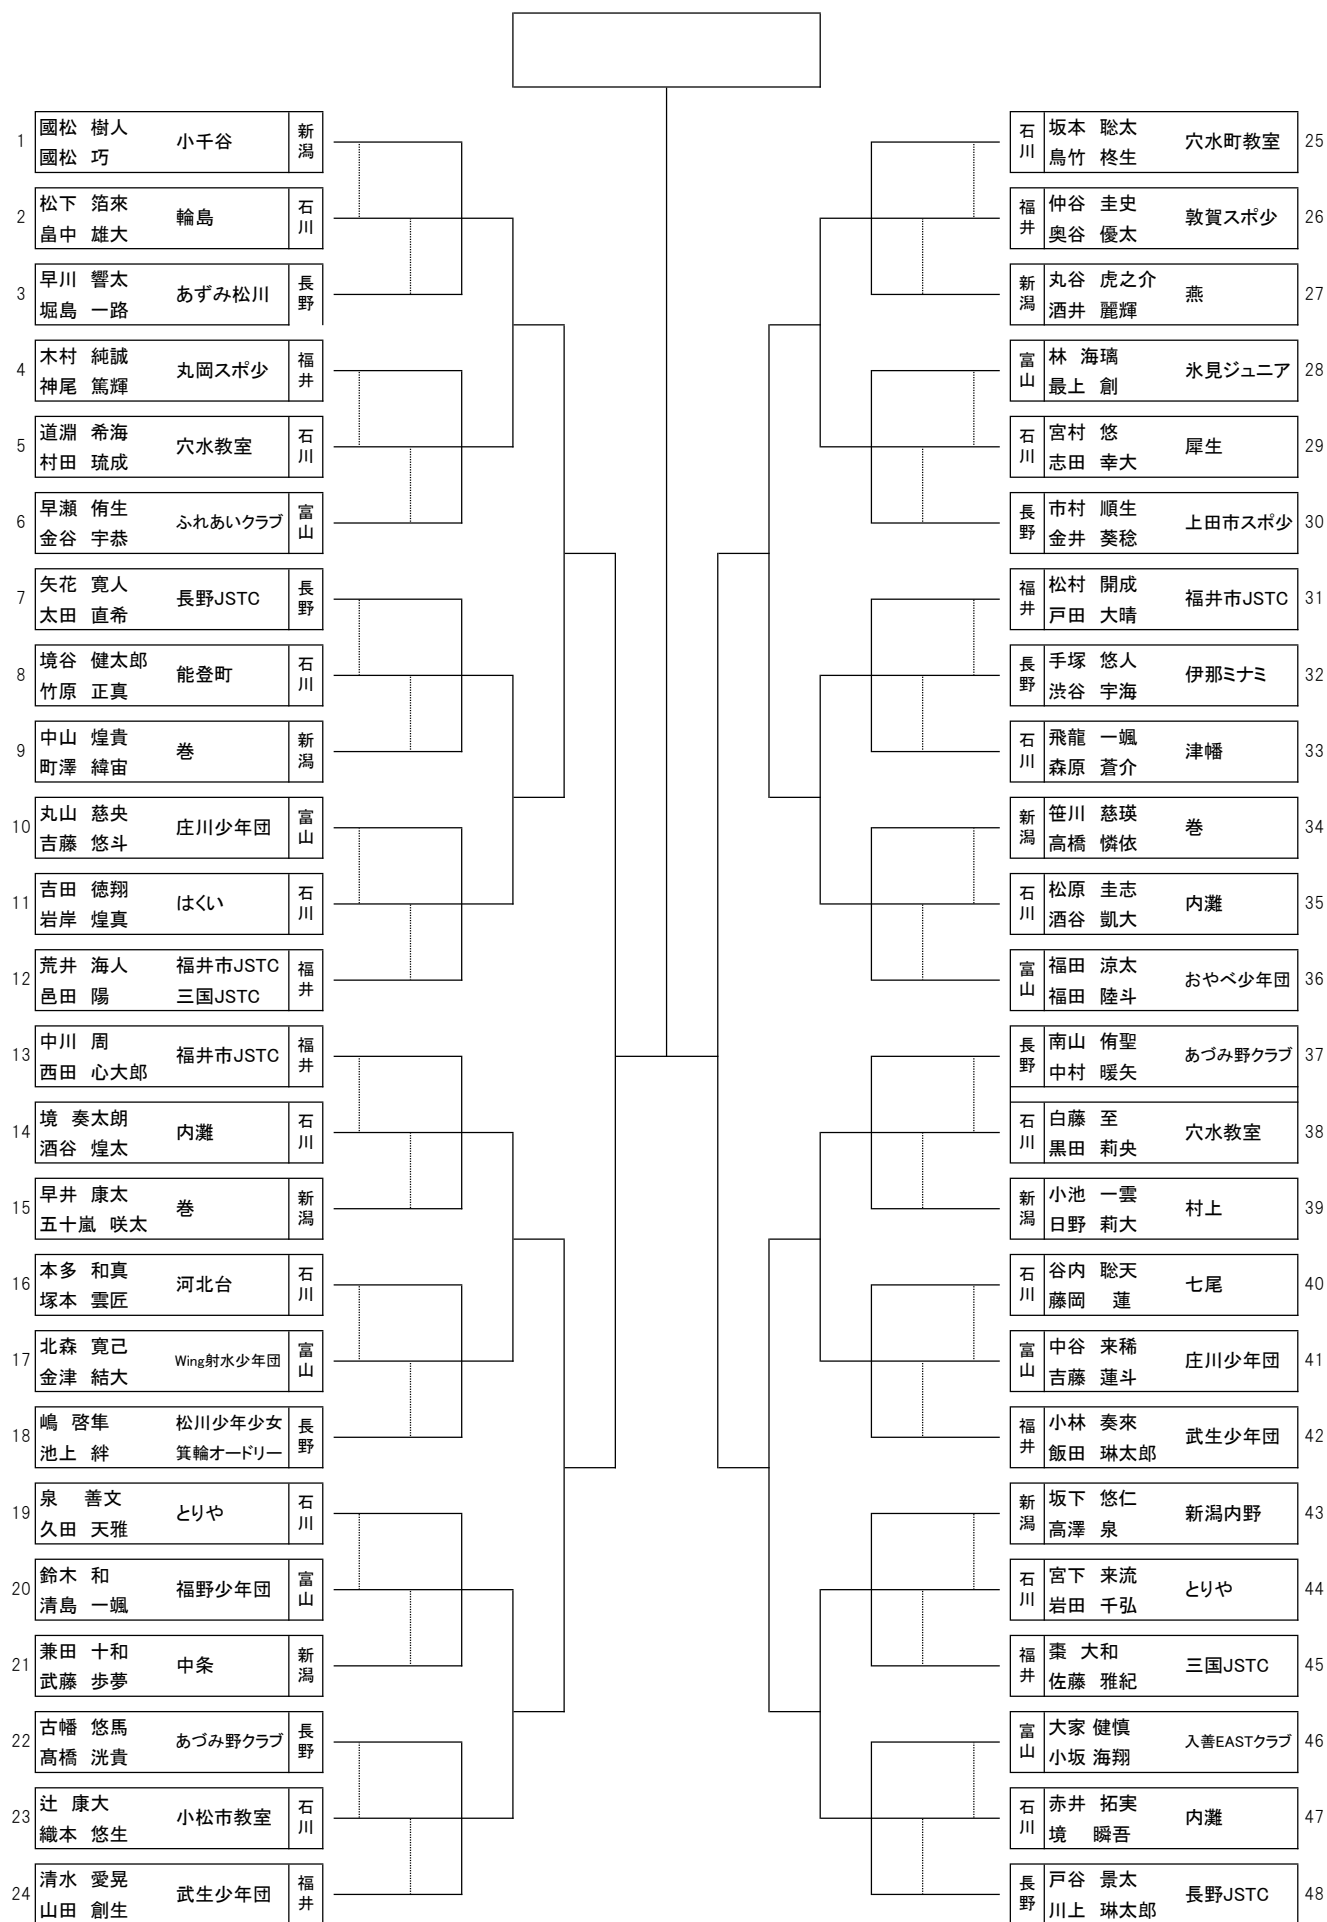 1 國松 樹人 小千谷 新潟
國松 巧
2 松下 箔來 輪島 石川
畠中 雄大
3 早川 響太 あずみ松川 長野
堀島 一路
4 木村 純誠 丸岡スポ少 福井
神尾 篤輝
5 道淵 希海 穴水教室 石川
村田 琉成
6 早瀬 侑生 ふれあいクラブ 富山
金谷 宇恭
7 矢花 寛人 長野JSTC 長野
太田 直希
8 境谷 健太郎 能登町 石川
竹原 正真
9 中山 煌貴 巻 新潟
町澤 緯宙
10 丸山 慈央 庄川少年団 富山
吉藤 悠斗
11 吉田 徳翔 はくい 石川
岩岸 煌真
12 荒井 海人 福井市JSTC 福井
邑田 陽 三国JSTC
13 中川 周 福井市JSTC 福井
西田 心大郎
14 境 奏太朗 内灘 石川
酒谷 煌太
15 早井 康太 巻 新潟
五十嵐 咲太
16 本多 和真 河北台 石川
塚本 雲匠
17 北森 寛己 Wing射水少年団 富山
金津 結大
18 嶋 啓隼 松川少年少女 長野
池上 絆 箕輪オードリー
19 泉 善文 とりや 石川
久田 天雅
20 鈴木 和 福野少年団 富山
清島 一颯
21 兼田 十和 中条 新潟
武藤 歩夢
22 古幡 悠馬 あづみ野クラブ 長野
髙橋 洸貴
23 辻 康大 小松市教室 石川
織本 悠生
24 清水 愛晃 武生少年団 福井
山田 創生
石川 坂本 聡太 穴水町教室 25
鳥竹 柊生
福井 仲谷 圭史 敦賀スポ少 26
奥谷 優太
新潟 丸谷 虎之介 燕 27
酒井 麗輝
富山 林 海璃 氷見ジュニア 28
最上 創
石川 宮村 悠 犀生 29
志田 幸大
長野 市村 順生 上田市スポ少 30
金井 葵稔
福井 松村 開成 福井市JSTC 31
戸田 大晴
長野 手塚 悠人 伊那ミナミ 32
渋谷 宇海
石川 飛龍 一颯 津幡 33
森原 蒼介
新潟 笹川 慈瑛 巻 34
高橋 憐依
石川 松原 圭志 内灘 35
酒谷 凱大
富山 福田 涼太 おやべ少年団 36
福田 陸斗
長野 南山 侑聖 あづみ野クラブ 37
中村 暖矢
石川 白藤 至 穴水教室 38
黒田 莉央
新潟 小池 一雲 村上 39
日野 莉大
石川 谷内 聡天 七尾 40
藤岡 蓮
富山 中谷 来稀 庄川少年団 41
吉藤 蓮斗
福井 小林 奏來 武生少年団 42
飯田 琳太郎
新潟 坂下 悠仁 新潟内野 43
高澤 泉
石川 宮下 来流 とりや 44
岩田 千弘
福井 棗 大和 三国JSTC 45
佐藤 雅紀
富山 大家 健慎 入善EASTクラブ 46
小坂 海翔
石川 赤井 拓実 内灘 47
境 瞬吾
長野 戸谷 景太 長野JSTC 48
川上 琳太郎